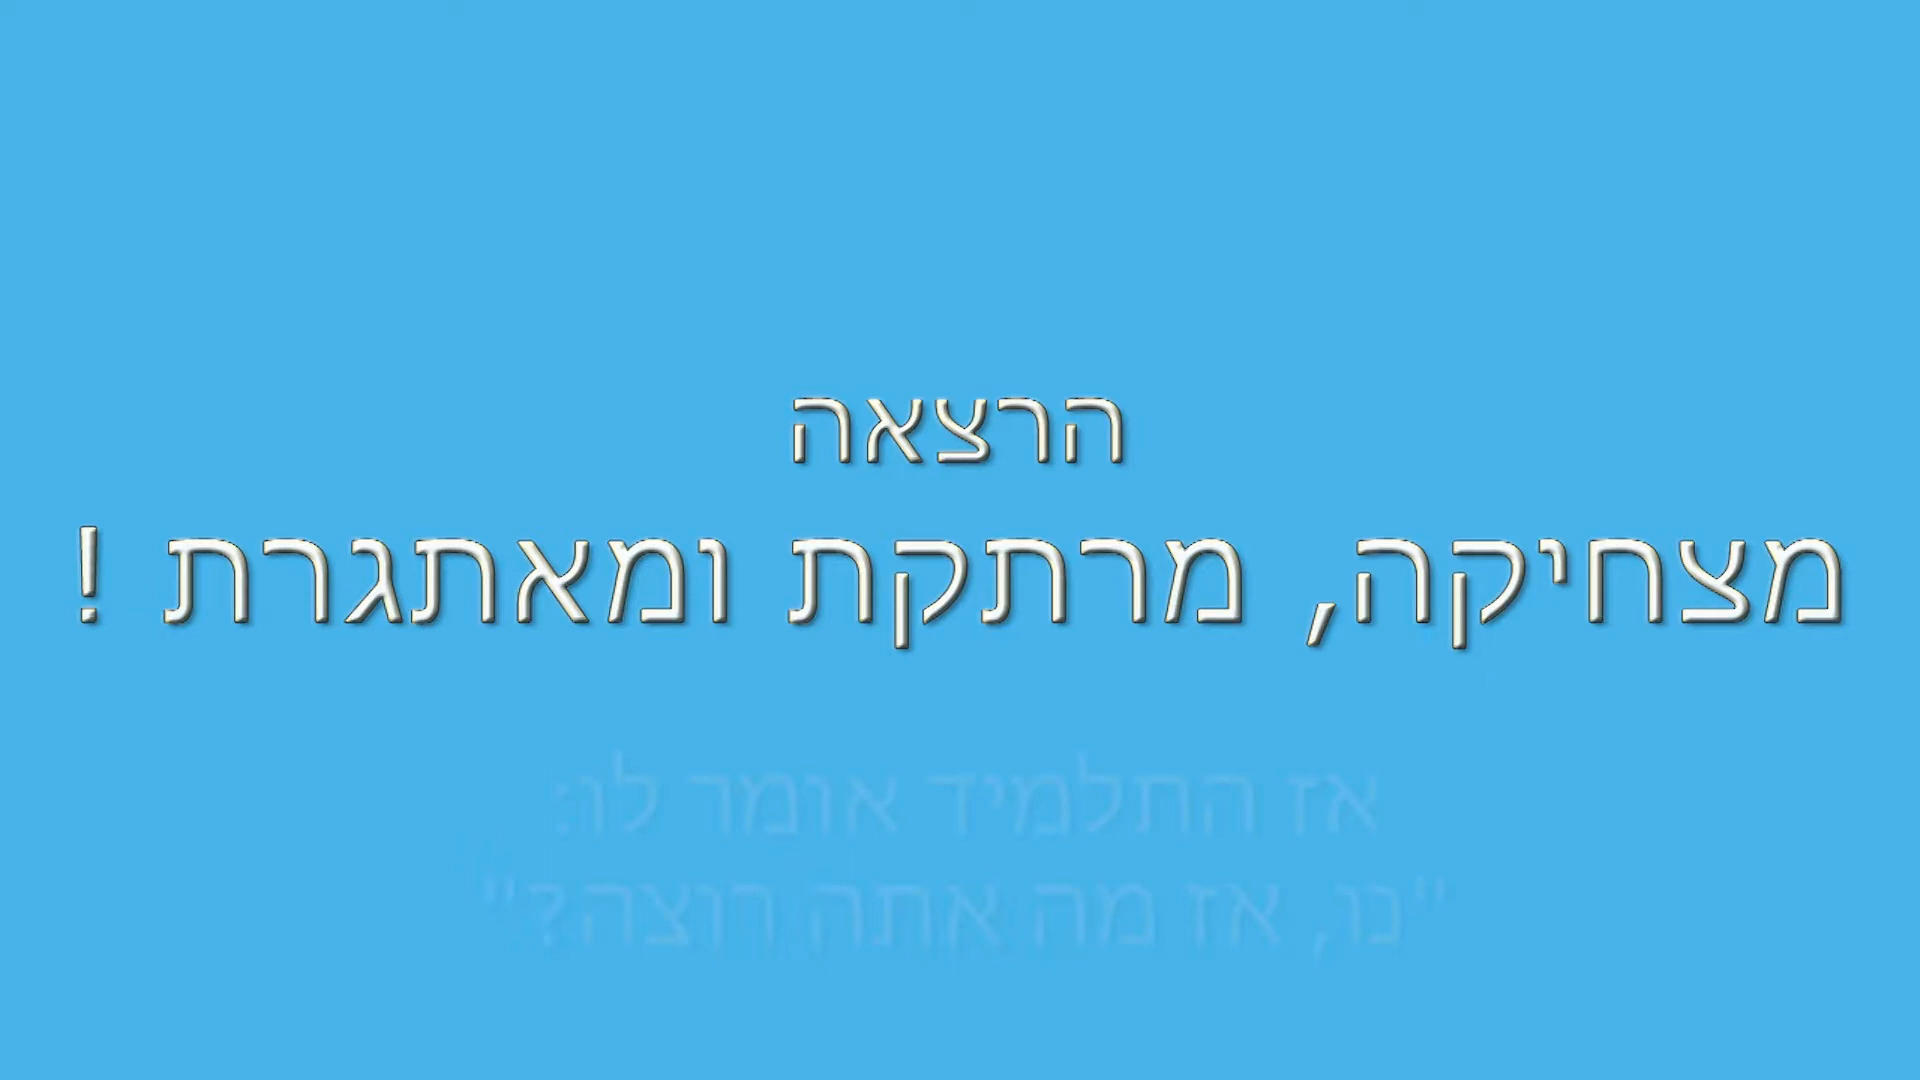 הרצאה
מצחיקה, מרתקת ומאתגרת !
אז התלמיד אומר לו:
"נו, אז מה אתה רוצה?"